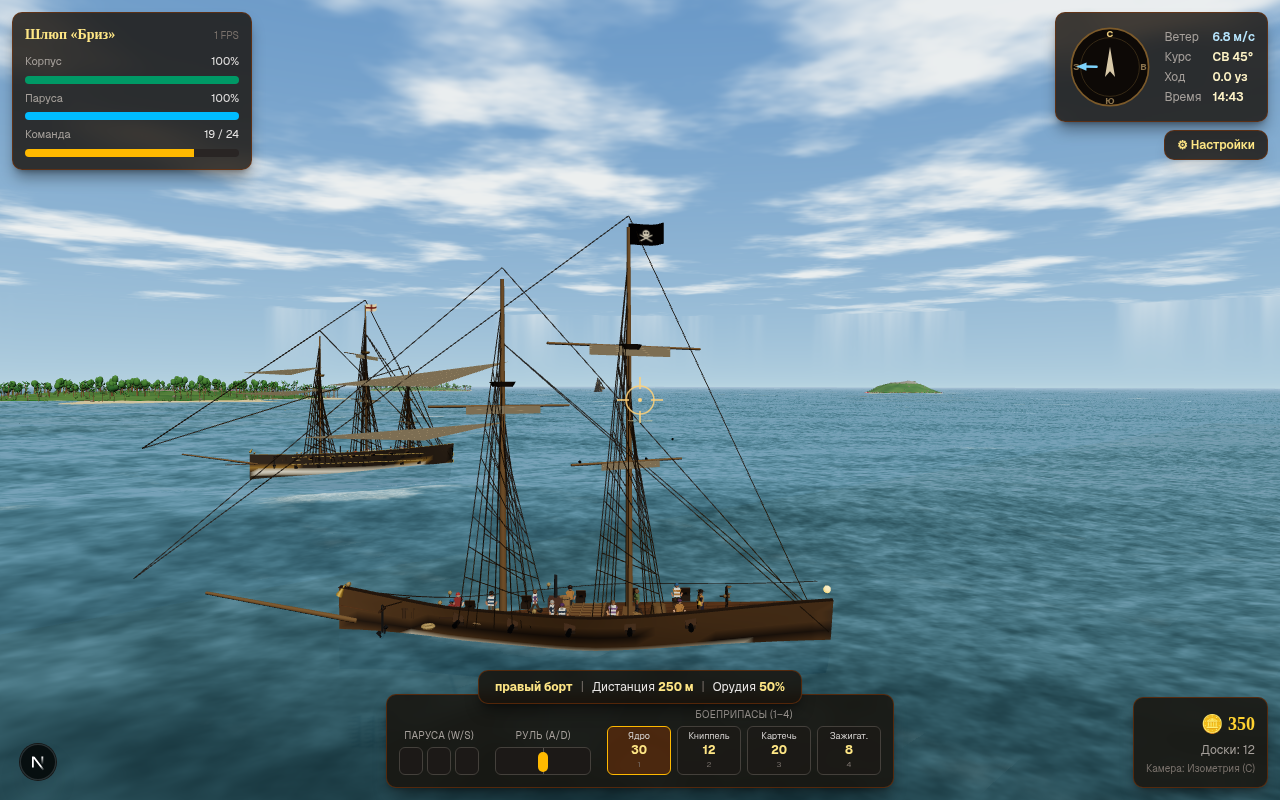 Шлюп «Бриз» 1 FPS
Корпус 100%
Паруса 100%
Команда 19 / 24
С
З В
Ю
Ветер 6.8 м/с
Курс СВ 45°
Ход 0.0 уз
Время 14:43
⚙ Настройки
правый борт | Дистанция 250 м | Орудия 50%
БОЕПРИПАСЫ (1–4)
ПАРУСА (W/S) РУЛЬ (A/D)
Ядро Книппель Картечь Зажигат.
30 12 20 8
1 2 3 4
350
Доски: 12
Камера: Изометрия (C)
N